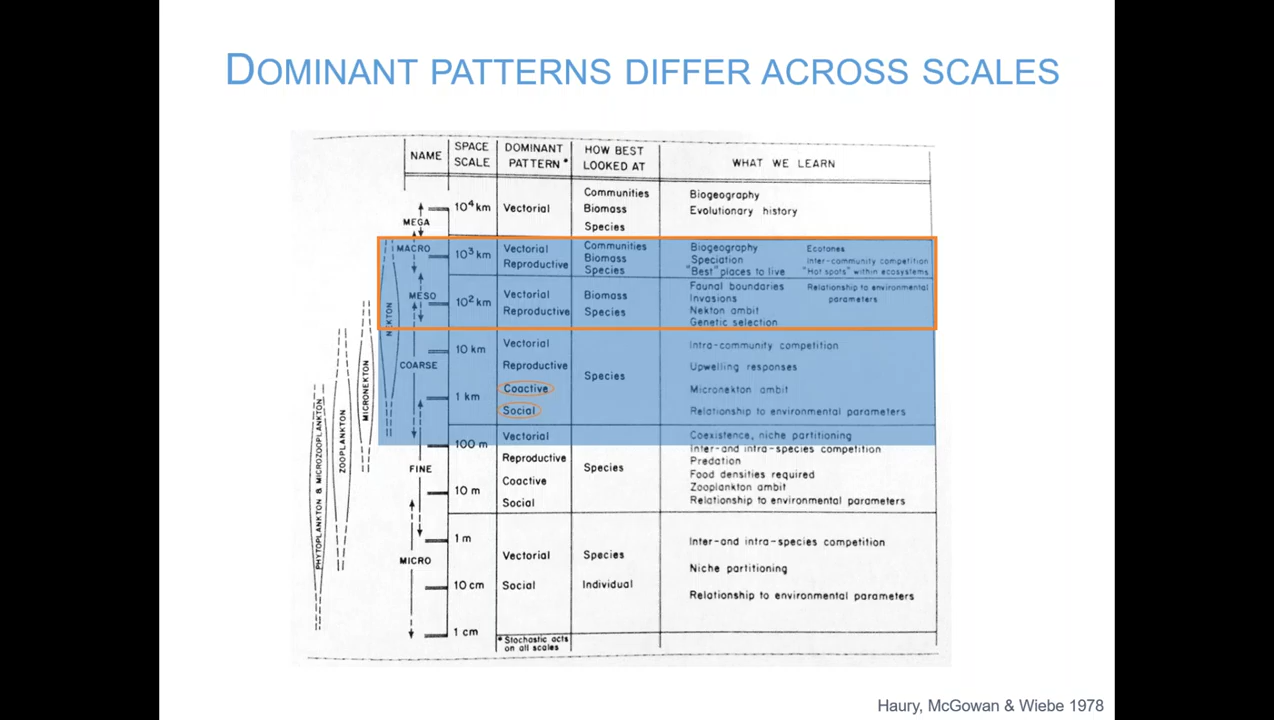 DOMINANT PATTERNS DIFFER ACROSS SCALES
NAME
SPACE SCALE
DOMINANT PATTERN *
HOW BEST LOOKED AT
WHAT WE LEARN
MEGA
10⁴ km
Vectorial
Communities
Biomass
Species
Biogeography
Evolutionary history
MACRO
10³ km
Vectorial
Reproductive
Communities
Biomass
Species
Biogeography
Speciation
"Best" places to live
Ecotones
Inter-community competition
"Hot spots" within ecosystems
MESO
10² km
Vectorial
Reproductive
Biomass
Species
Faunal boundaries
Invasions
Nekton ambit
Genetic selection
Relationship to environmental
parameters
COARSE
10 km
1 km
Vectorial
Reproductive
Coactive
Social
Species
Intra-community competition
Upwelling responses
Micronekton ambit
Relationship to environmental parameters
100 m
FINE
10 m
Vectorial
Reproductive
Coactive
Social
Species
Coexistence, niche partitioning
Inter-and intra-species competition
Predation
Food densities required
Zooplankton ambit
Relationship to environmental parameters
1 m
MICRO
10 cm
1 cm
Vectorial
Social
Species
Individual
Inter-and intra-species competition
Niche partitioning
Relationship to environmental parameters
* Stochastic acts
on all scales
PHYTOPLANKTON & MICROZOOPLANKTON
ZOOPLANKTON
MICRONEKTON
NEKTON
Haury, McGowan & Wiebe 1978